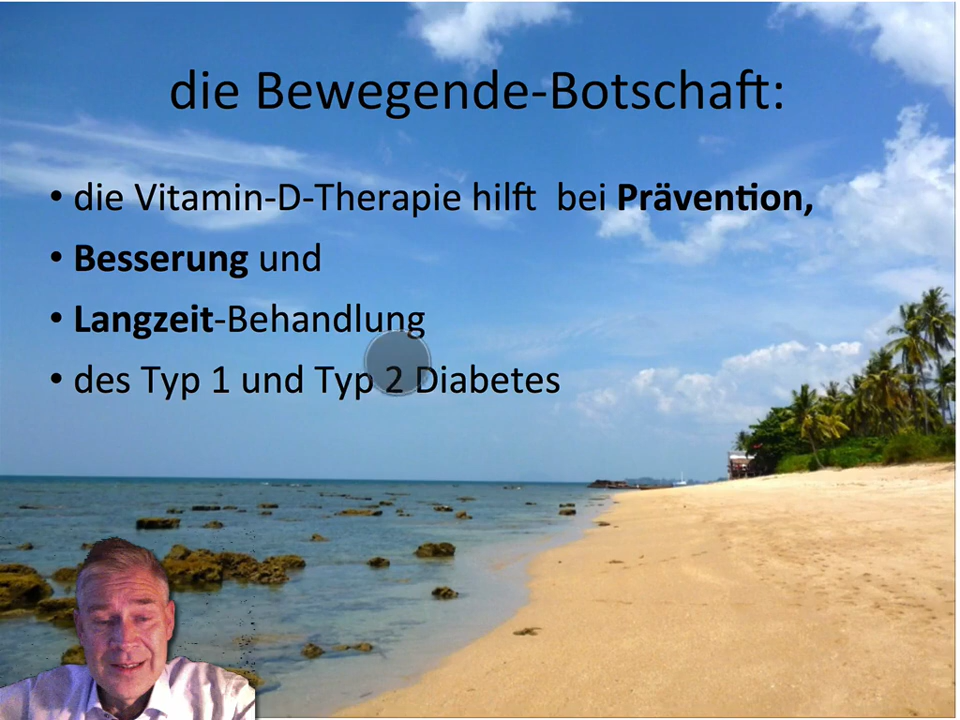 die Bewegende-Botschaft:
• die Vitamin-D-Therapie hilft bei Prävention,
• Besserung und
• Langzeit-Behandlung
• des Typ 1 und Typ 2 Diabetes